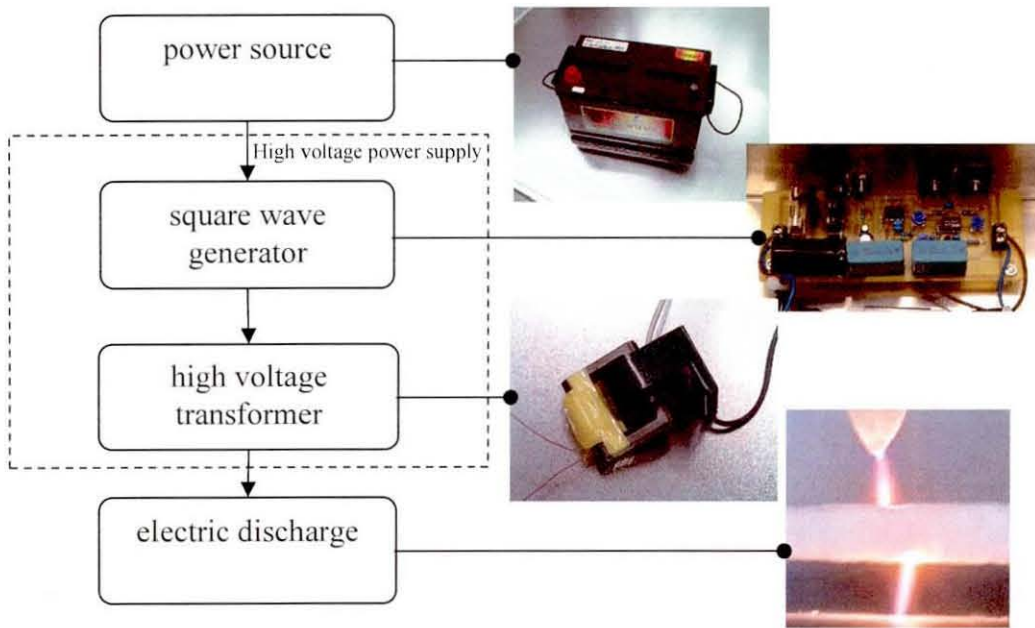 power source
High voltage power supply
square wave
generator
high voltage
transformer
electric discharge